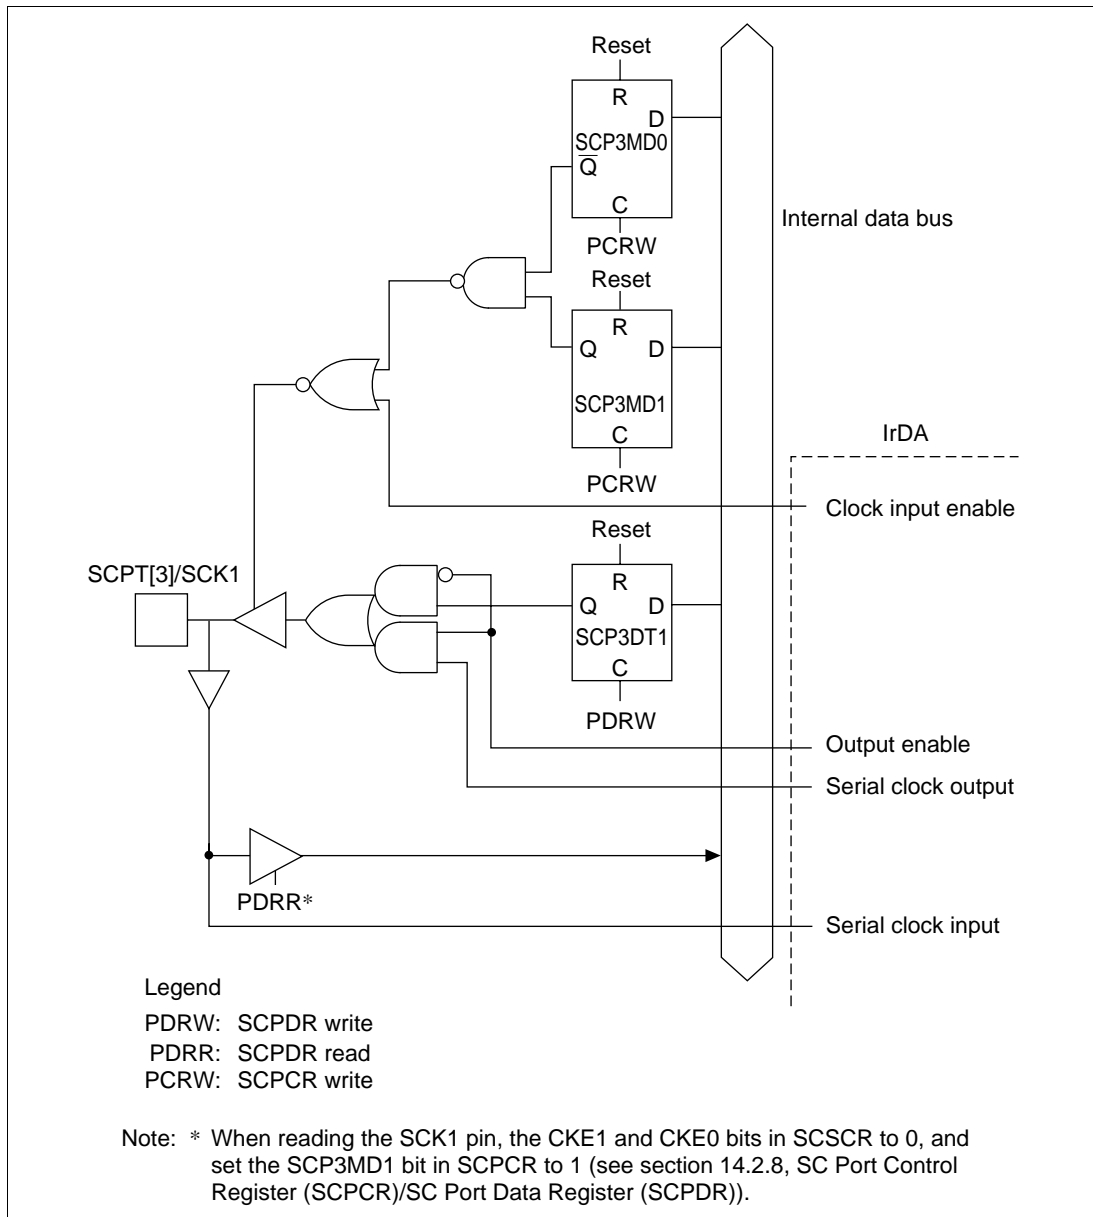 Reset
R
D
SCP3MD0
Q
C
PCRW
Internal data bus
Reset
R
Q D
SCP3MD1
C
PCRW
IrDA
Clock input enable
Reset
SCPT[3]/SCK1
R
Q D
SCP3DT1
C
PDRW
Output enable
Serial clock output
PDRR*
Serial clock input
Legend
PDRW: SCPDR write
PDRR: SCPDR read
PCRW: SCPCR write
Note: * When reading the SCK1 pin, the CKE1 and CKE0 bits in SCSCR to 0, and
set the SCP3MD1 bit in SCPCR to 1 (see section 14.2.8, SC Port Control
Register (SCPCR)/SC Port Data Register (SCPDR)).